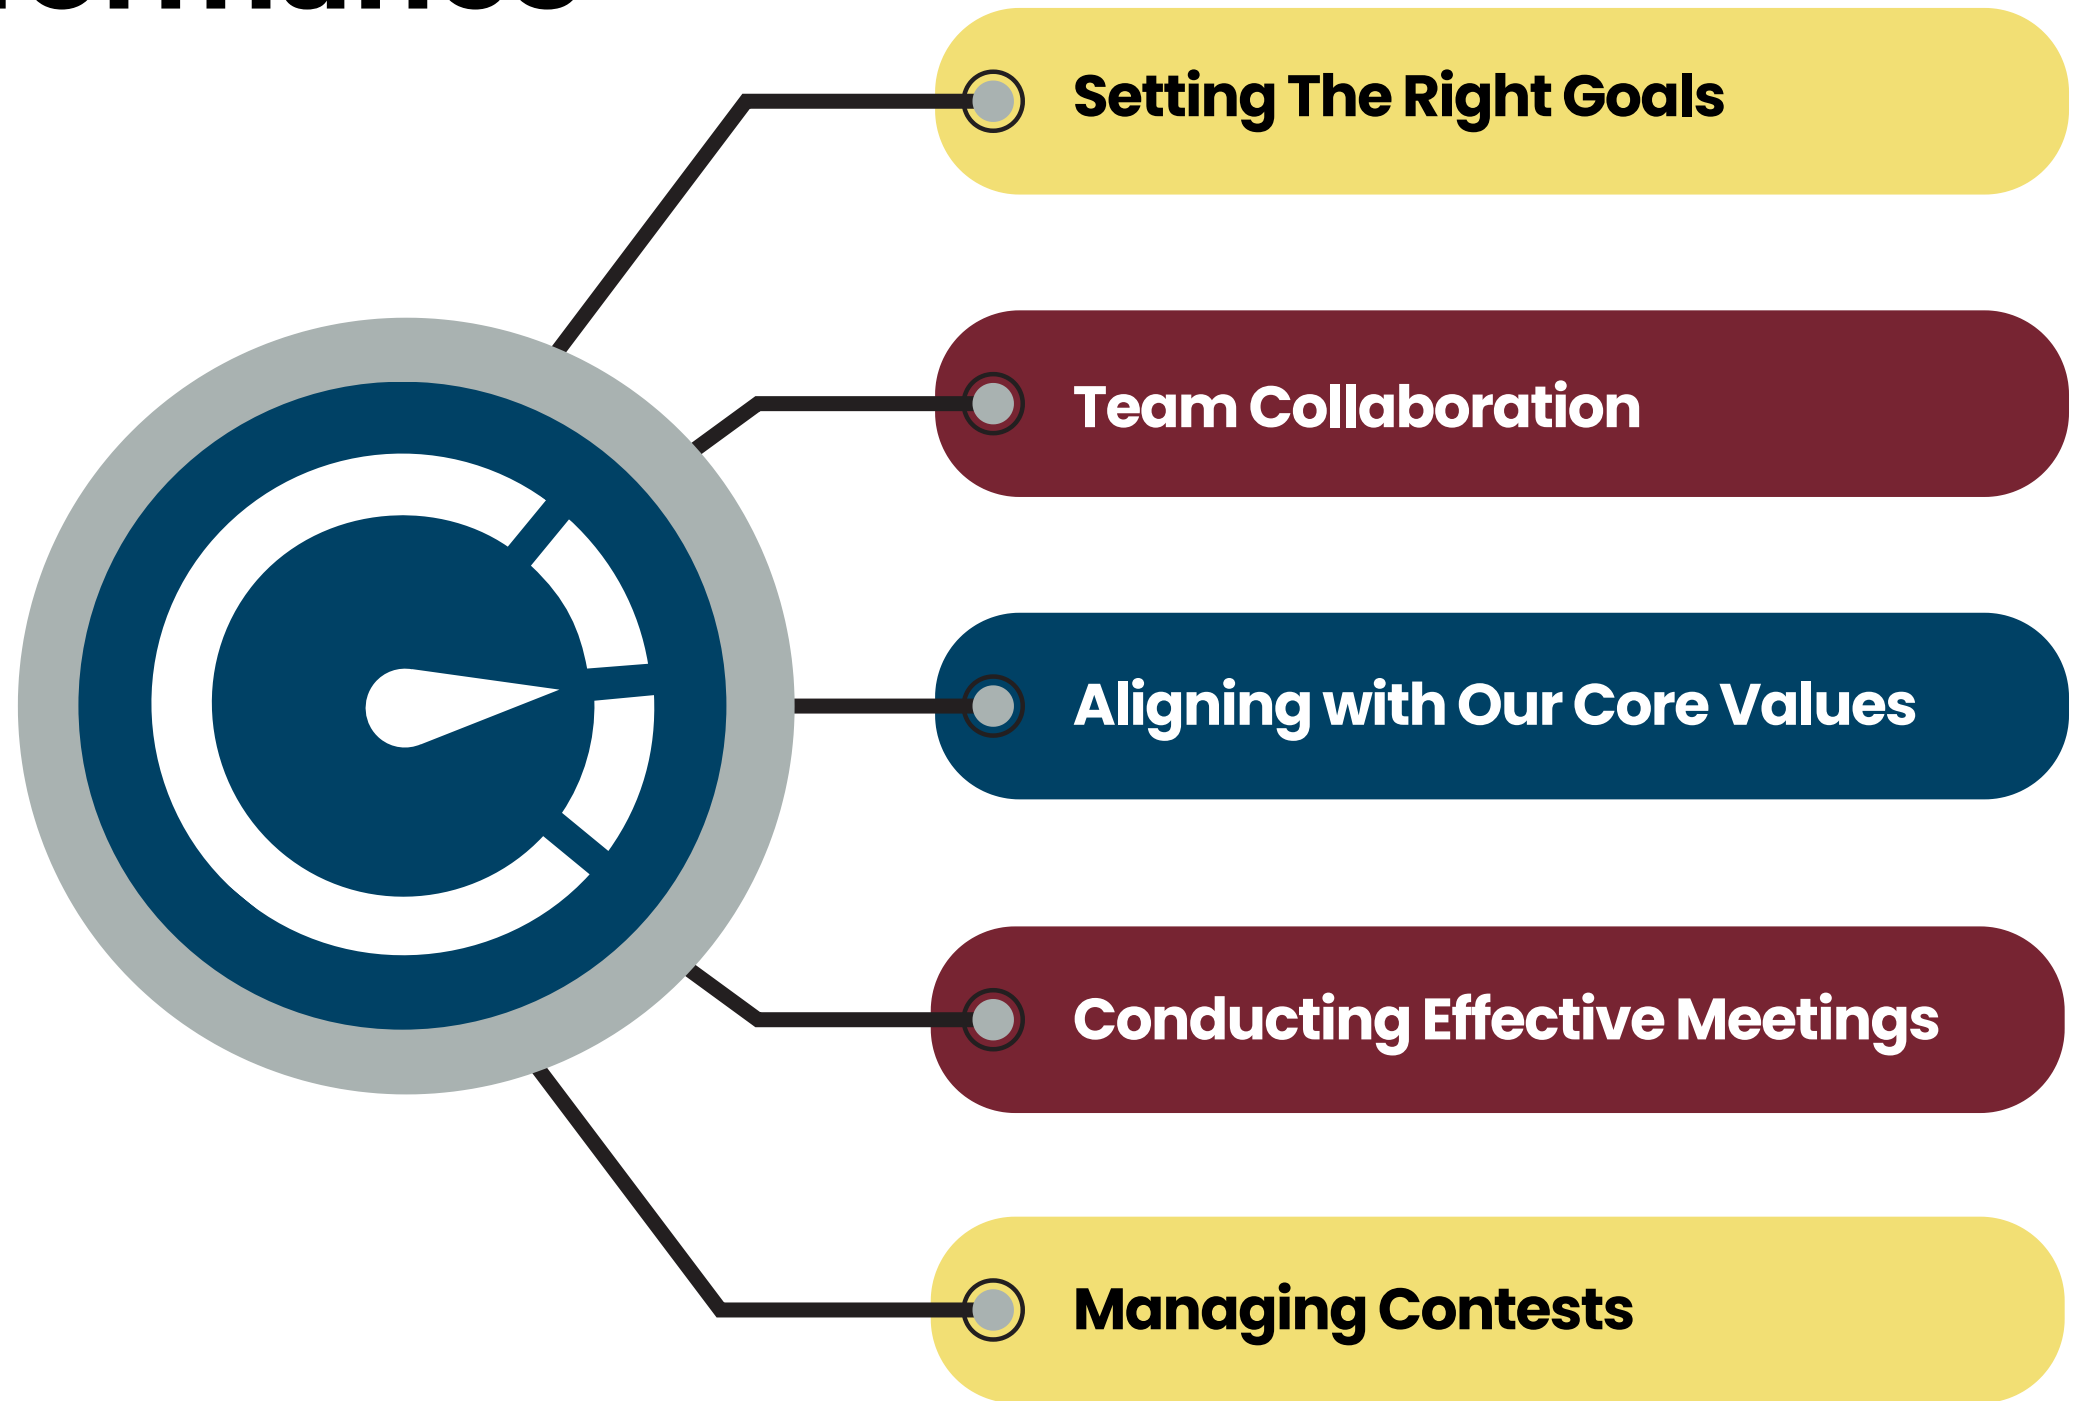 Setting The Right Goals
Team Collaboration
Aligning with Our Core Values
Conducting Effective Meetings
Managing Contests